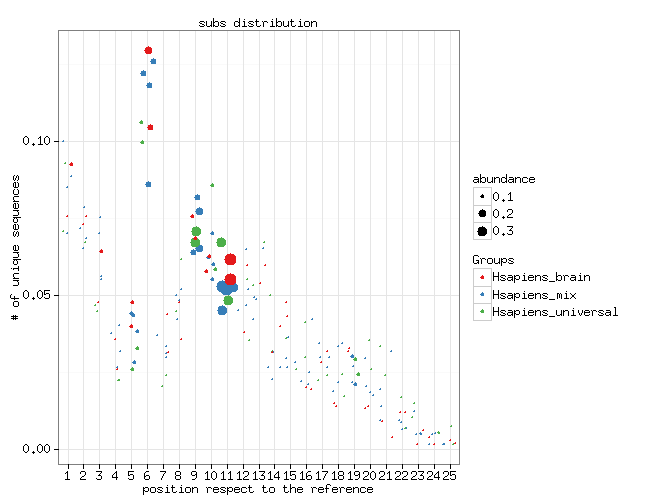 subs distribution
# of unique sequences
0.10
0.05
0.00
1 2 3 4 5 6 7 8 9 10 11 12 13 14 15 16 17 18 19 20 21 22 23 24 25
position respect to the reference
abundance
0.1
0.2
0.3
Groups
Hsapiens_brain
Hsapiens_mix
Hsapiens_universal